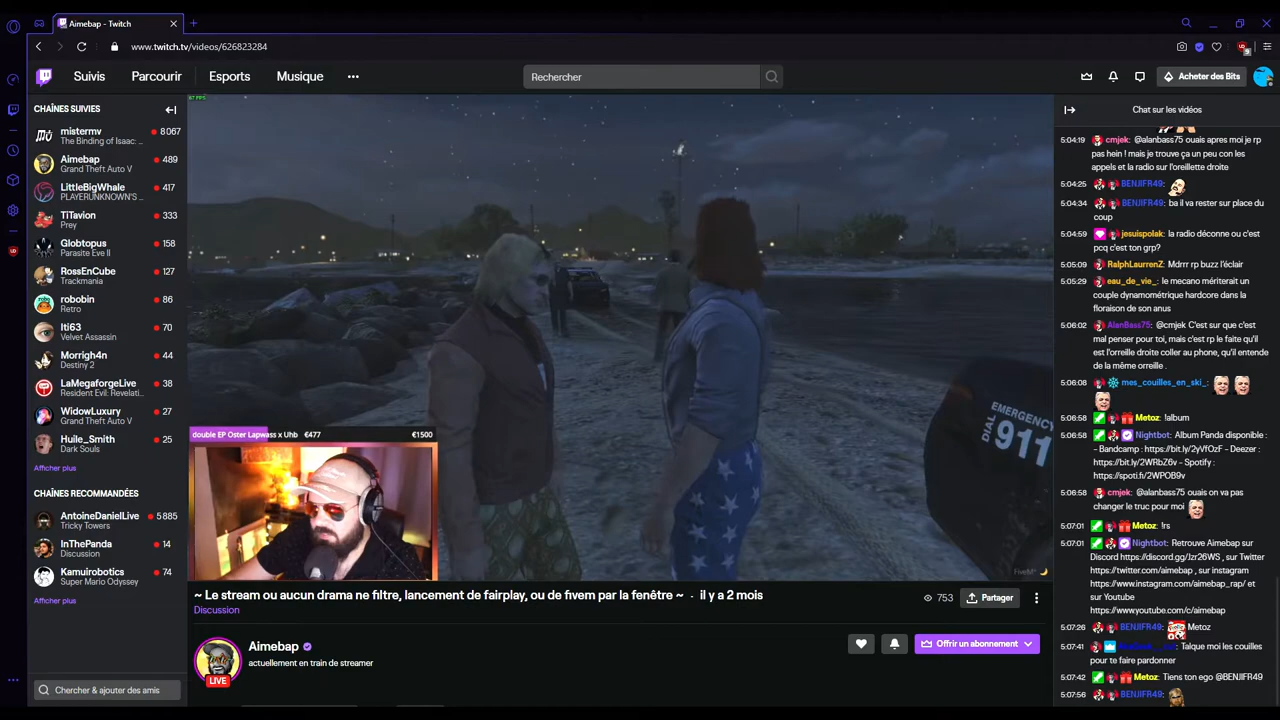 Aimebap - Twitch
www.twitch.tv/videos/626823284
Suivis
Parcourir
Esports
Musique
Rechercher
Acheter des Bits
CHAÎNES SUIVIES
mistermv
8 067
The Binding of Isaac: ...
Aimebap
489
Grand Theft Auto V
LittleBigWhale
417
PLAYERUNKNOWN'S ...
TiTavion
333
Prey
Globtopus
158
Parasite Eve II
RossEnCube
127
Trackmania
robobin
86
Retro
Iti63
70
Velvet Assassin
Morrigh4n
44
Destiny 2
LaMegaforgeLive
38
Resident Evil: Revelati...
WidowLuxury
27
Grand Theft Auto V
Huile_Smith
25
Dark Souls
Afficher plus
CHAÎNES RECOMMANDÉES
AntoineDanielLive
5 885
Tricky Towers
InThePanda
14
Discussion
Kamuirobotics
74
Super Mario Odyssey
Afficher plus
Chercher & ajouter des amis
87 FPS
EMERGENCY
DIAL 911
double EP Oster Lapwass x Uhb €477
€1500
FiveM
~ Le stream ou aucun drama ne filtre, lancement de fairplay, ou de fivem par la fenêtre ~ - il y a 2 mois
Discussion
753
Partager
Aimebap
actuellement en train de streamer
LIVE
Offrir un abonnement
Chat sur les vidéos
5:04:19 cmjek: @alanbass75 ouais apres moi je rp
pas hein ! mais je trouve ça un peu con les
appels et la radio sur l'oreillette droite
5:04:25 BENJIFR49:
5:04:34 BENJIFR49: ba il va rester sur place du
coup
5:04:59 jesuispolak: la radio déconne ou c'est
pcq c'est ton grp?
5:05:09 RalphLaurrenZ: Mdrrr rp buzz l'éclair
5:05:29 eau_de_vie_: le mecano mériterait un
couple dynamométrique hardcore dans la
floraison de son anus
5:06:02 AlanBass75: @cmjek C'est sur que c'est
mal penser pour toi, mais c'est rp le faite qu'il
est l'orreille droite coller au phone, qu'il entende
de la même orreille .
5:06:08 mes_couilles_en_ski_:
5:06:58 Metoz: !album
5:06:58 Nightbot: Album Panda disponible :
- Bandcamp : https://bit.ly/2yVfOzF - Deezer :
https://bit.ly/2WRbZ6v - Spotify :
https://spoti.fi/2WPOB9v
5:06:58 cmjek: @alanbass75 ouais on va pas
changer le truc pour moi
5:07:01 Metoz: !rs
5:07:01 Nightbot: Retrouve Aimebap sur
Discord https://discord.gg/Jzr26WS , sur Twitter
https://twitter.com/aimebap , sur instagram
https://www.instagram.com/aimebap_rap/ et
sur Youtube
https://www.youtube.com/c/aimebap
5:07:26 BENJIFR49: Metoz
5:07:41 Talque moi les couilles
pour te faire pardonner
5:07:42 Metoz: Tiens ton ego @BENJIFR49
5:07:56 BENJIFR49: